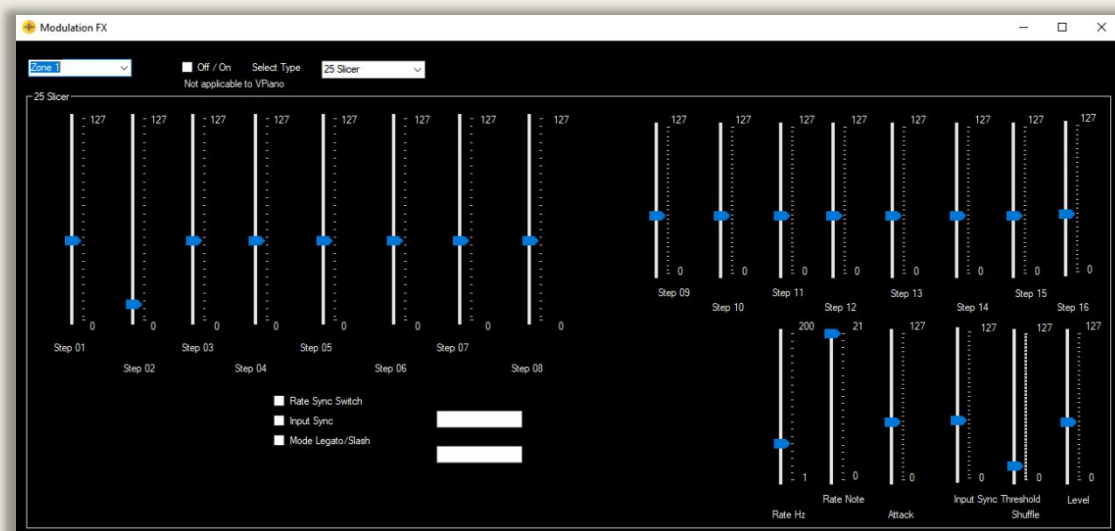 Modulation FX
Zone 1
Off / On
Select Type
25 Slicer
Not applicable to VPiano
25 Slicer
127 127 127 127 127 127 127 127
0 0 0 0 0 0 0 0
Step 01
Step 02
Step 03
Step 04
Step 05
Step 06
Step 07
Step 08
127 127 127 127 127 127 127 127
0 0 0 0 0 0 0 0
Step 09
Step 10
Step 11
Step 12
Step 13
Step 14
Step 15
Step 16
Rate Sync Switch
Input Sync
Mode Legato/Slash
200 21 127 127 127 127
1 0 0 0 0 0
Rate Hz
Rate Note
Attack
Input Sync Threshold
Shuffle
Level